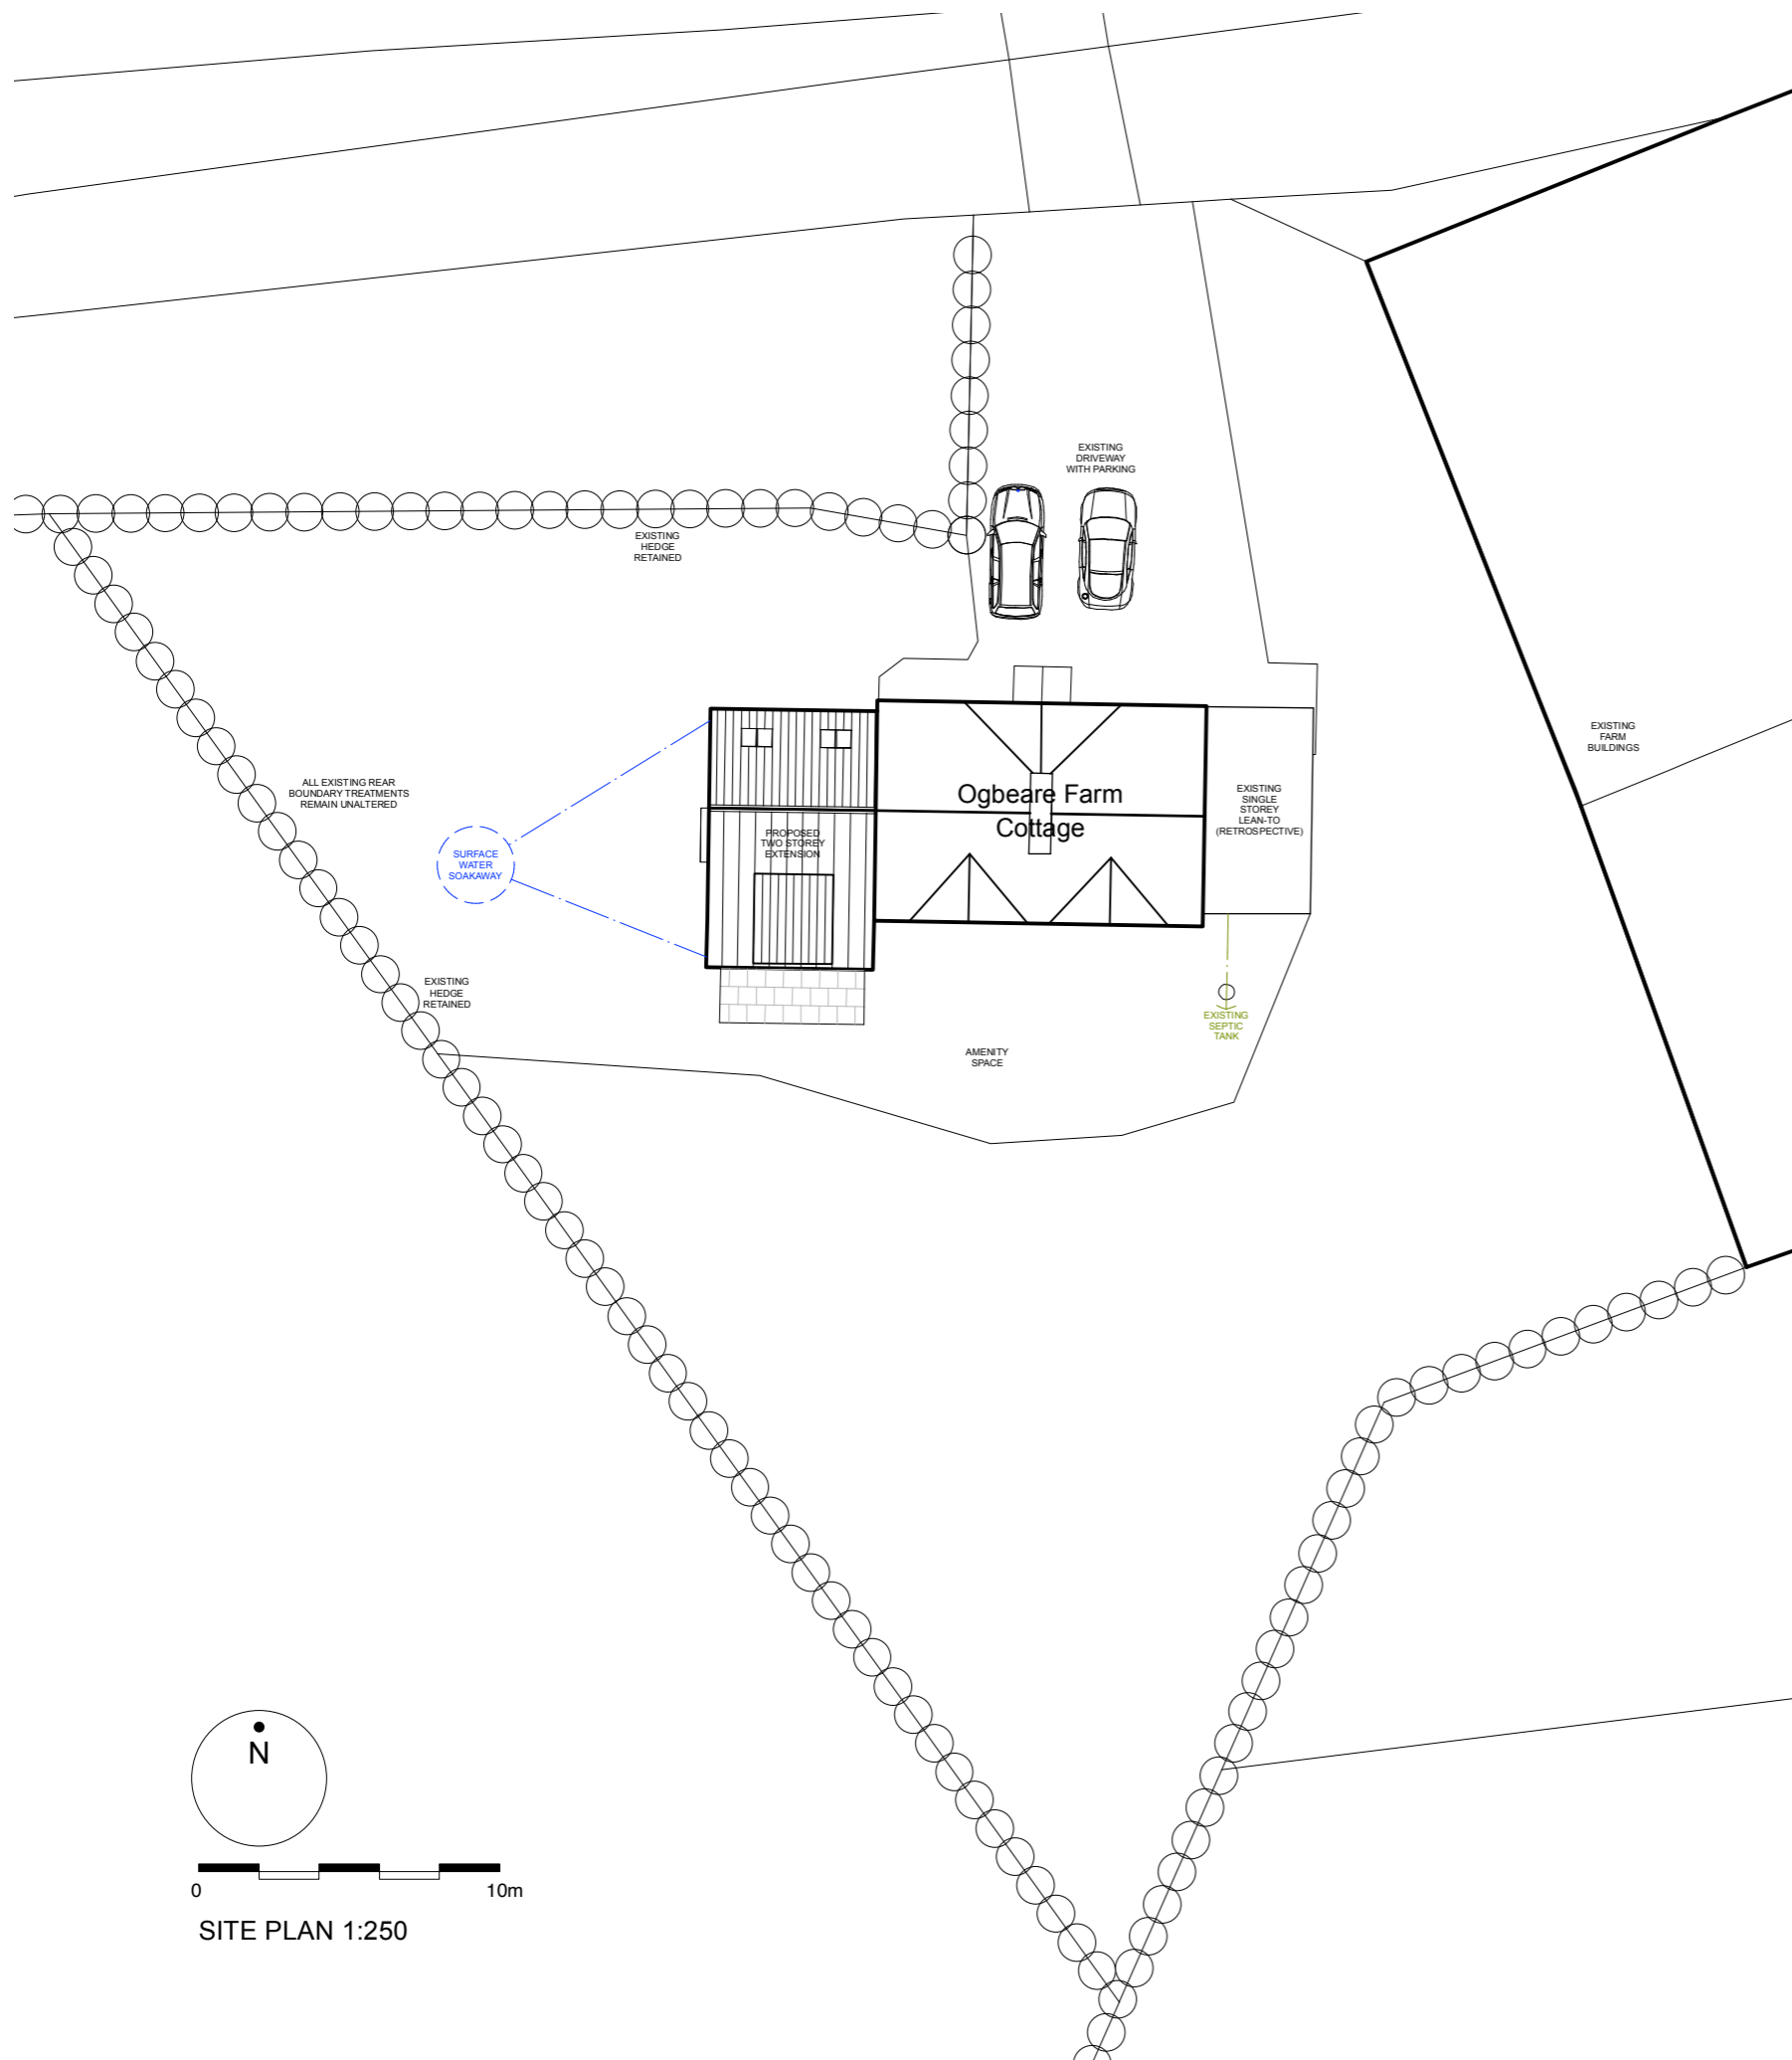 EXISTING
DRIVEWAY
WITH PARKING
EXISTING
HEDGE
RETAINED
EXISTING
FARM
BUILDINGS
ALL EXISTING REAR
BOUNDARY TREATMENTS
REMAIN UNALTERED
Ogbeare Farm
Cottage
EXISTING
SINGLE
STOREY
LEAN-TO
(RETROSPECTIVE)
PROPOSED
TWO STOREY
EXTENSION
SURFACE
WATER
SOAKAWAY
EXISTING
HEDGE
RETAINED
EXISTING
SEPTIC
TANK
AMENITY
SPACE
N
0 10m
SITE PLAN 1:250